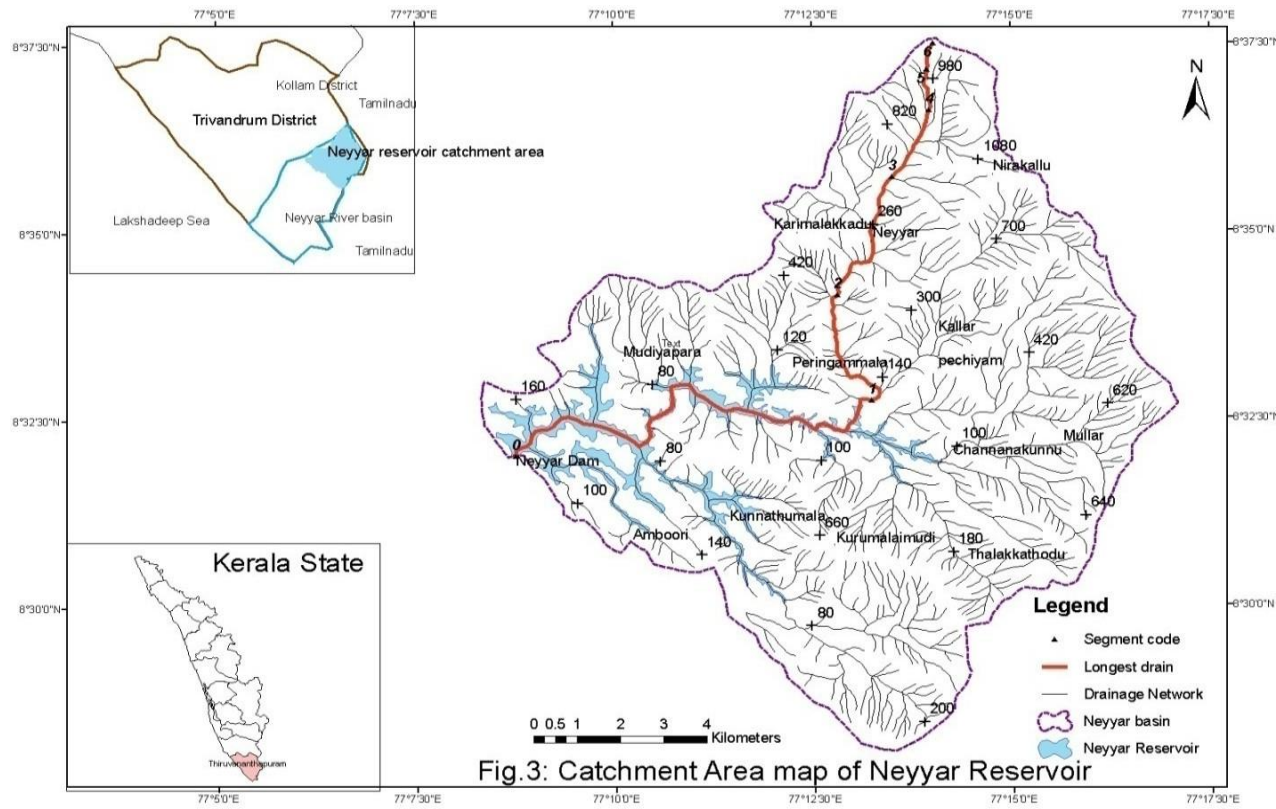 77°5'0"E 77°7'30"E 77°10'0"E 77°12'30"E 77°15'0"E 77°17'30"E
8°37'30"N 8°37'30"N
Kollam District
Tamilnadu
Trivandrum District
Neyyar reservoir catchment area
Lakshadeep Sea
Neyyar River basin
Tamilnadu
N
6
980
5
4
820
1080
Nirakallu
3
260
Karimalakkadu
Neyyar
700
8°35'0"N 8°35'0"N
420
2
300
Kallar
120
Text
Mudiyapara
Peringammala
140
pechiyam
420
80
1
160
620
8°32'30"N 8°32'30"N
0
Neyyar Dam
80
100
100
Mullar
Channanakunnu
100
Kunnathumala
660
640
Amboori
Kurumalaimudi
140
180
Thalakkathodu
Kerala State
8°30'0"N 8°30'0"N
80
Legend
Segment code
Longest drain
Drainage Network
Neyyar basin
Neyyar Reservoir
200
0 0.5 1 2 3 4
Kilometers
Thiruvananthapuram
Fig.3: Catchment Area map of Neyyar Reservoir
77°5'0"E 77°7'30"E 77°10'0"E 77°12'30"E 77°15'0"E 77°17'30"E